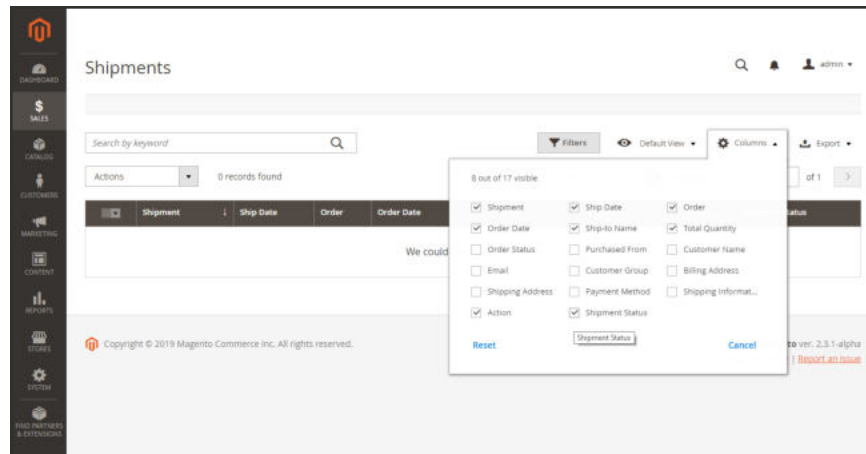 DASHBOARD
SALES
CATALOG
CUSTOMERS
MARKETING
CONTENT
REPORTS
STORES
SYSTEM
FIND PARTNERS
& EXTENSIONS
Shipments
admin
Search by keyword
Filters
Default View
Columns
Export
Actions
0 records found
of 1
Shipment ↓ Ship Date Order Order Date
We could
8 out of 17 visible
Shipment Ship Date Order
Order Date Ship-to Name Total Quantity
Order Status Purchased From Customer Name
Email Customer Group Billing Address
Shipping Address Payment Method Shipping Informat...
Action Shipment Status
Reset
Shipment Status
Cancel
Copyright © 2019 Magento Commerce Inc. All rights reserved.
ver. 2.3.1-alpha
| Report an Issue